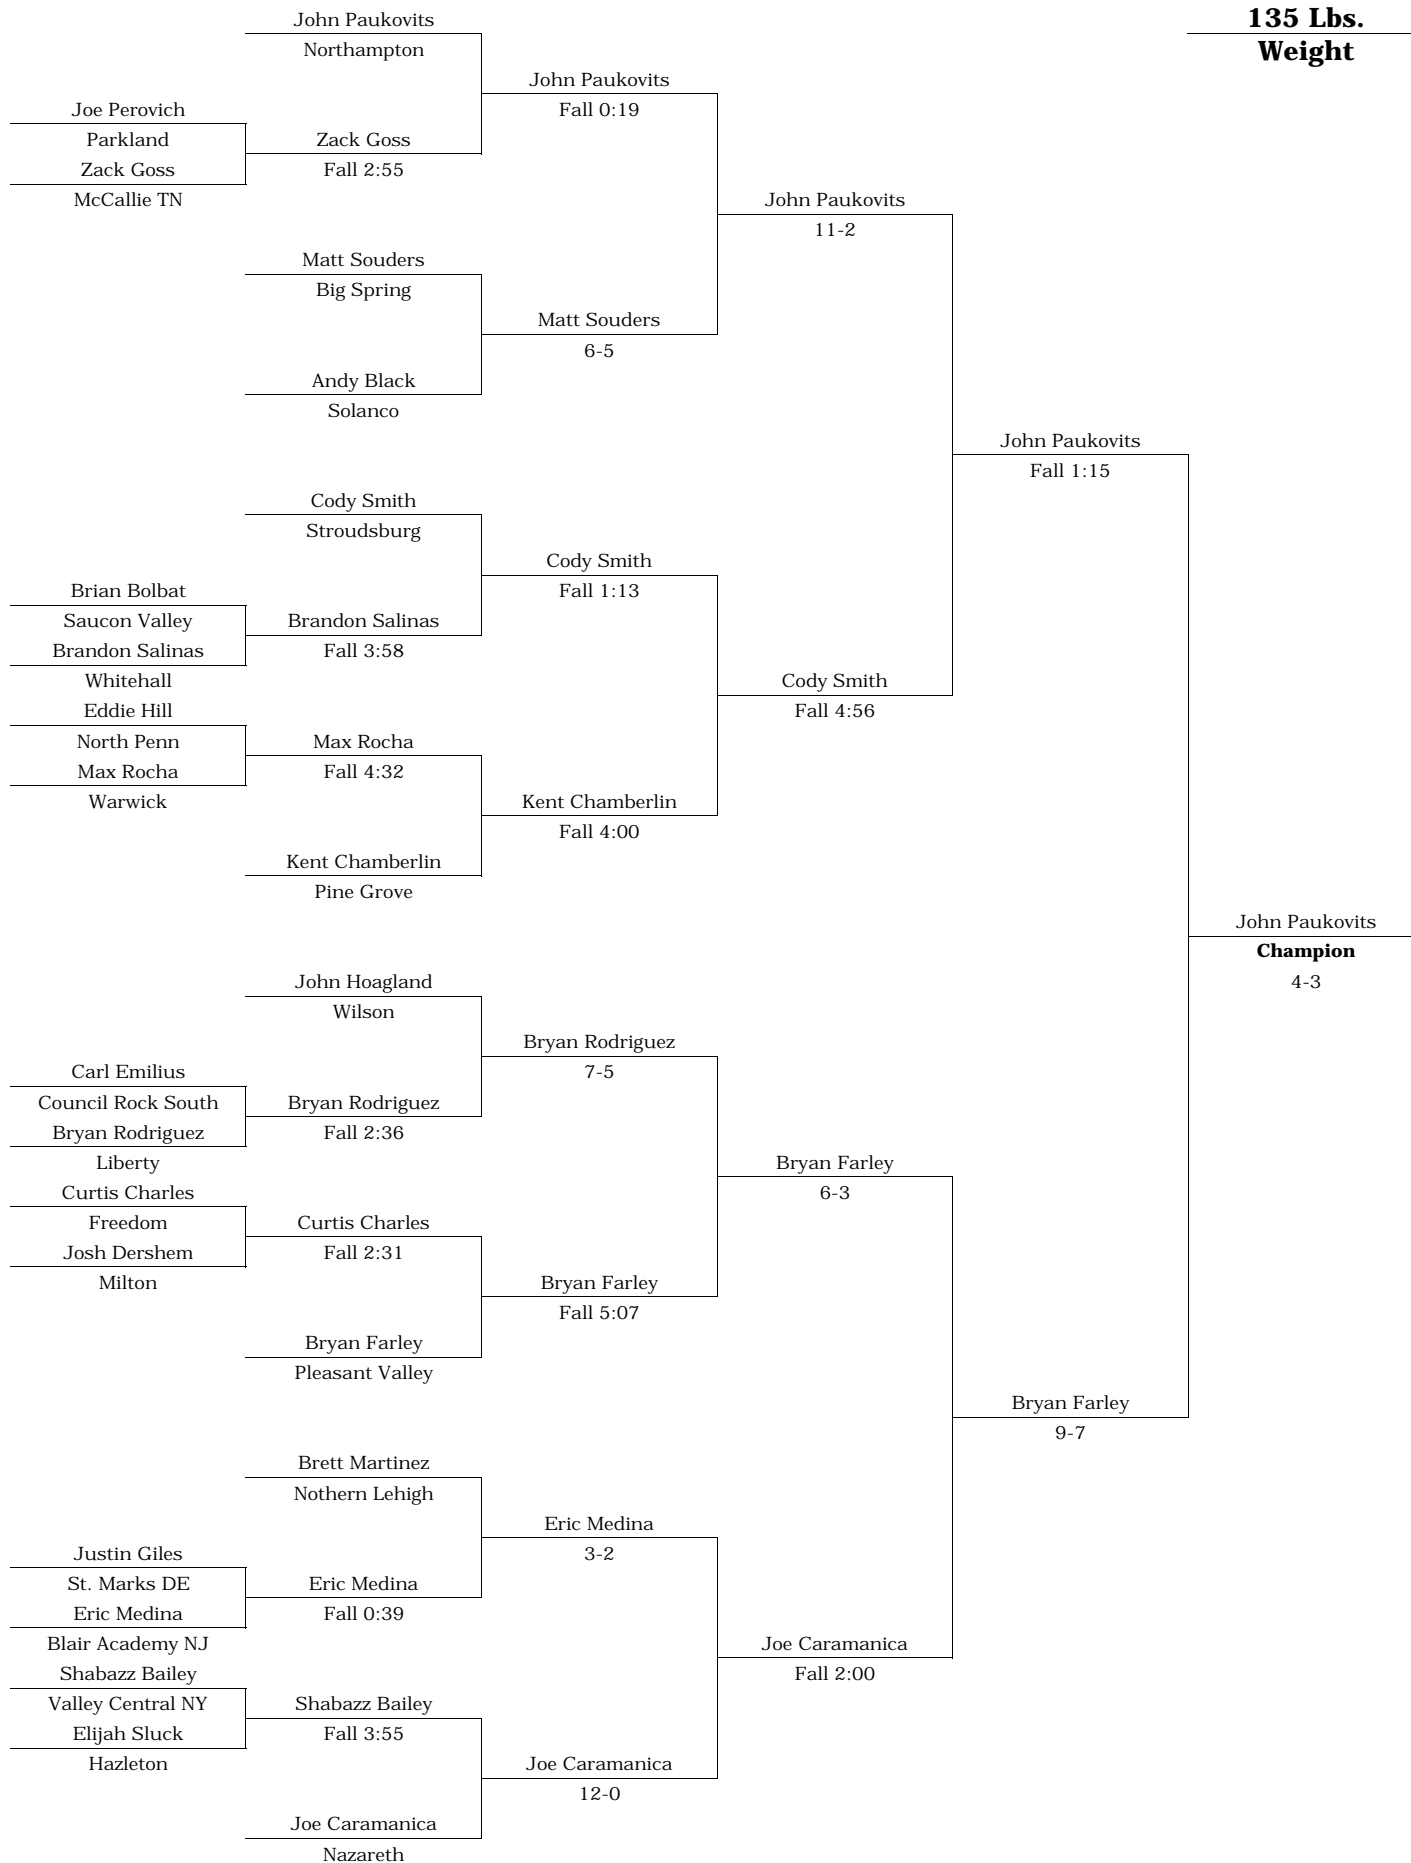 135 Lbs.
Weight
John Paukovits
Northampton
John Paukovits
Fall 0:19
Joe Perovich
Parkland
Zack Goss
McCallie TN
Zack Goss
Fall 2:55
John Paukovits
11-2
Matt Souders
Big Spring
Matt Souders
6-5
Andy Black
Solanco
John Paukovits
Fall 1:15
Cody Smith
Stroudsburg
Cody Smith
Fall 1:13
Brian Bolbat
Saucon Valley
Brandon Salinas
Whitehall
Brandon Salinas
Fall 3:58
Cody Smith
Fall 4:56
Eddie Hill
North Penn
Max Rocha
Warwick
Max Rocha
Fall 4:32
Kent Chamberlin
Fall 4:00
Kent Chamberlin
Pine Grove
John Paukovits
Champion
4-3
John Hoagland
Wilson
Bryan Rodriguez
7-5
Carl Emilius
Council Rock South
Bryan Rodriguez
Liberty
Bryan Rodriguez
Fall 2:36
Bryan Farley
6-3
Curtis Charles
Freedom
Josh Dershem
Milton
Curtis Charles
Fall 2:31
Bryan Farley
Fall 5:07
Bryan Farley
Pleasant Valley
Bryan Farley
9-7
Brett Martinez
Nothern Lehigh
Eric Medina
3-2
Justin Giles
St. Marks DE
Eric Medina
Blair Academy NJ
Eric Medina
Fall 0:39
Joe Caramanica
Fall 2:00
Shabazz Bailey
Valley Central NY
Elijah Sluck
Hazleton
Shabazz Bailey
Fall 3:55
Joe Caramanica
12-0
Joe Caramanica
Nazareth